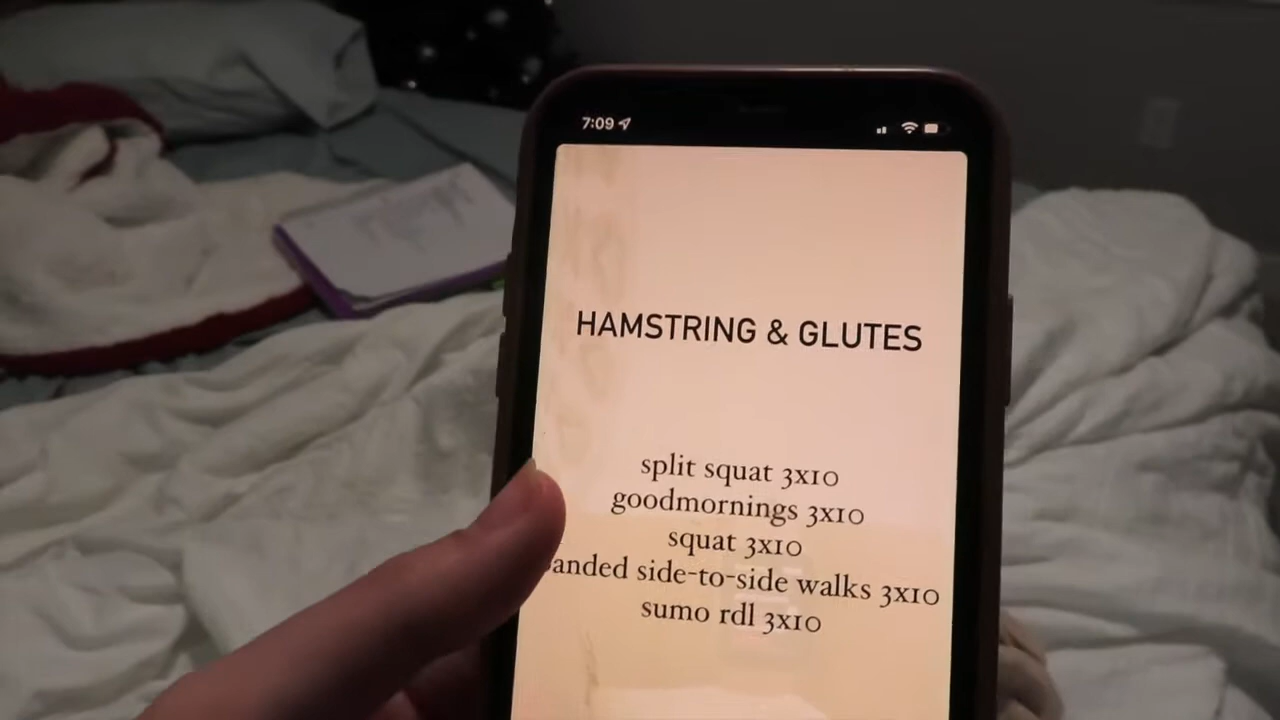 7:09
HAMSTRING & GLUTES
split squat 3x10
goodmornings 3x10
squat 3x10
anded side-to-side walks 3x10
sumo rdl 3x10